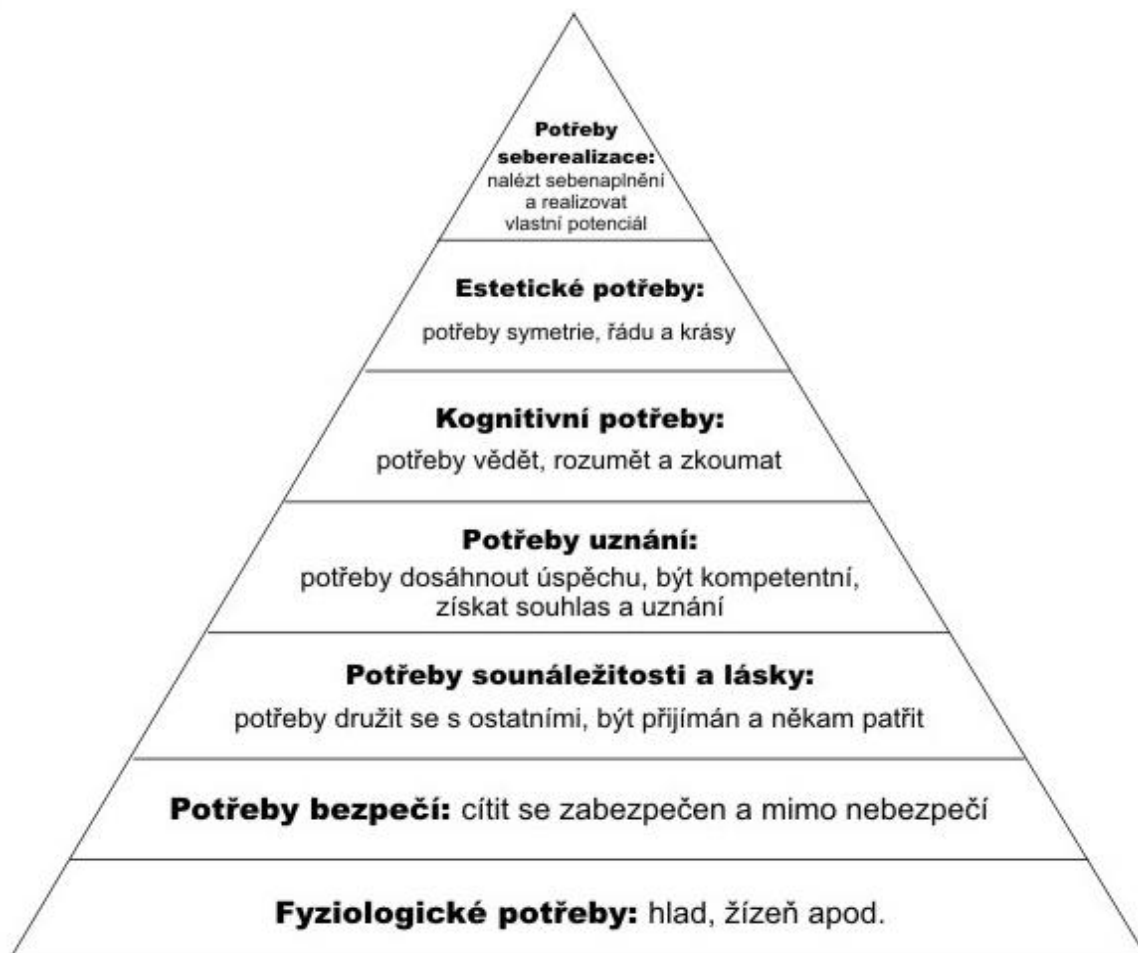 Potřeby
seberealizace:
nalézt sebenaplnění
a realizovat
vlastní potenciál
Estetické potřeby:
potřeby symetrie, řádu a krásy
Kognitivní potřeby:
potřeby vědět, rozumět a zkoumat
Potřeby uznání:
potřeby dosáhnout úspěchu, být kompetentní,
získat souhlas a uznání
Potřeby sounáležitosti a lásky:
potřeby družit se s ostatními, být přijímán a někam patřit
Potřeby bezpečí: cítit se zabezpečen a mimo nebezpečí
Fyziologické potřeby: hlad, žízeň apod.